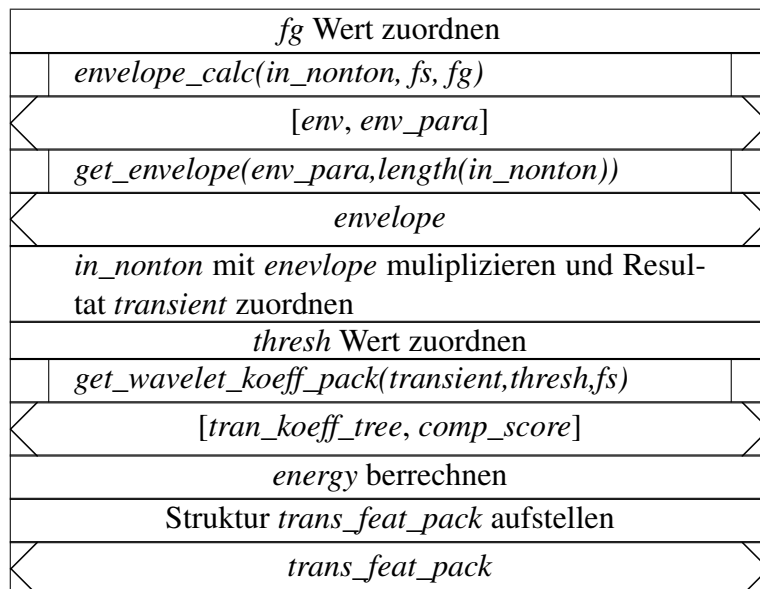 fg Wert zuordnen
envelope_calc(in_nonton, fs, fg)
[env, env_para]
get_envelope(env_para,length(in_nonton))
envelope
in_nonton mit enevlope muliplizieren und Resul-
tat transient zuordnen
thresh Wert zuordnen
get_wavelet_koeff_pack(transient,thresh,fs)
[tran_koeff_tree, comp_score]
energy berrechnen
Struktur trans_feat_pack aufstellen
trans_feat_pack